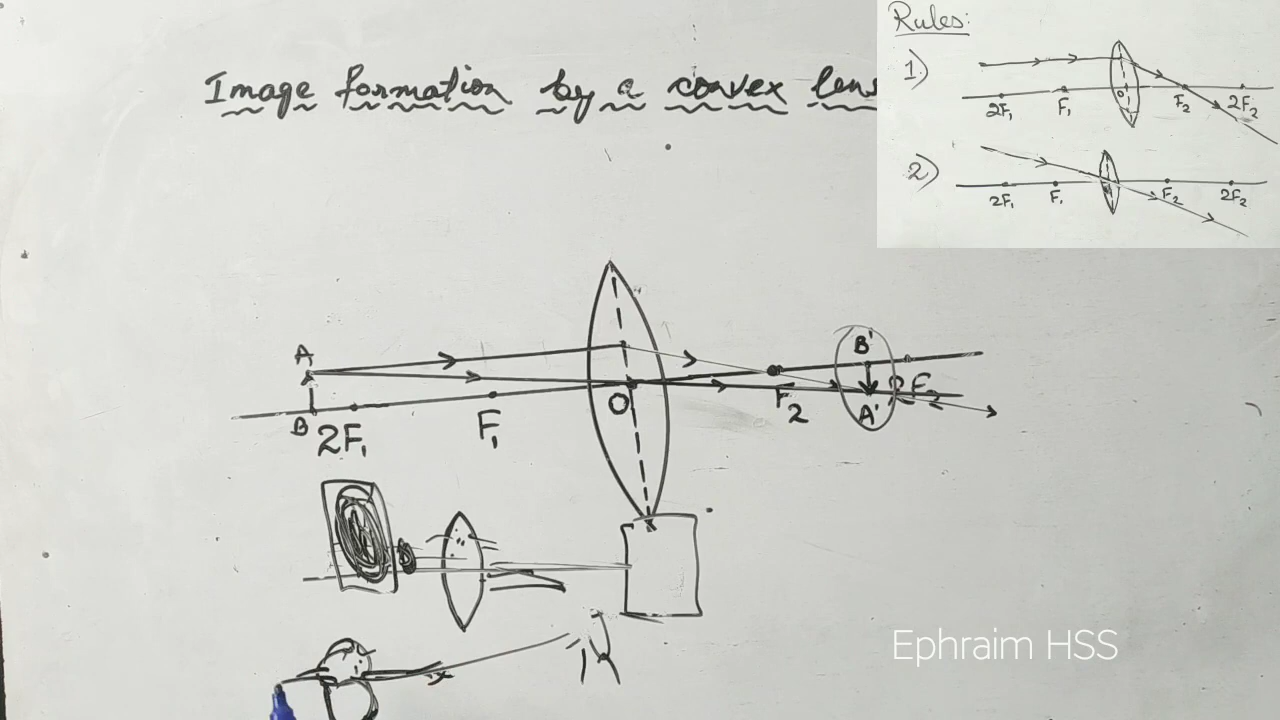 Image formation by a convex lens
Rules:
1)
2F₁ F₁ O F₂ 2F₂
2)
2F₁ F₁ F₂ 2F₂
A
B
2F₁
F₁
O
F₂
B'
A'
2F₂
Ephraim HSS